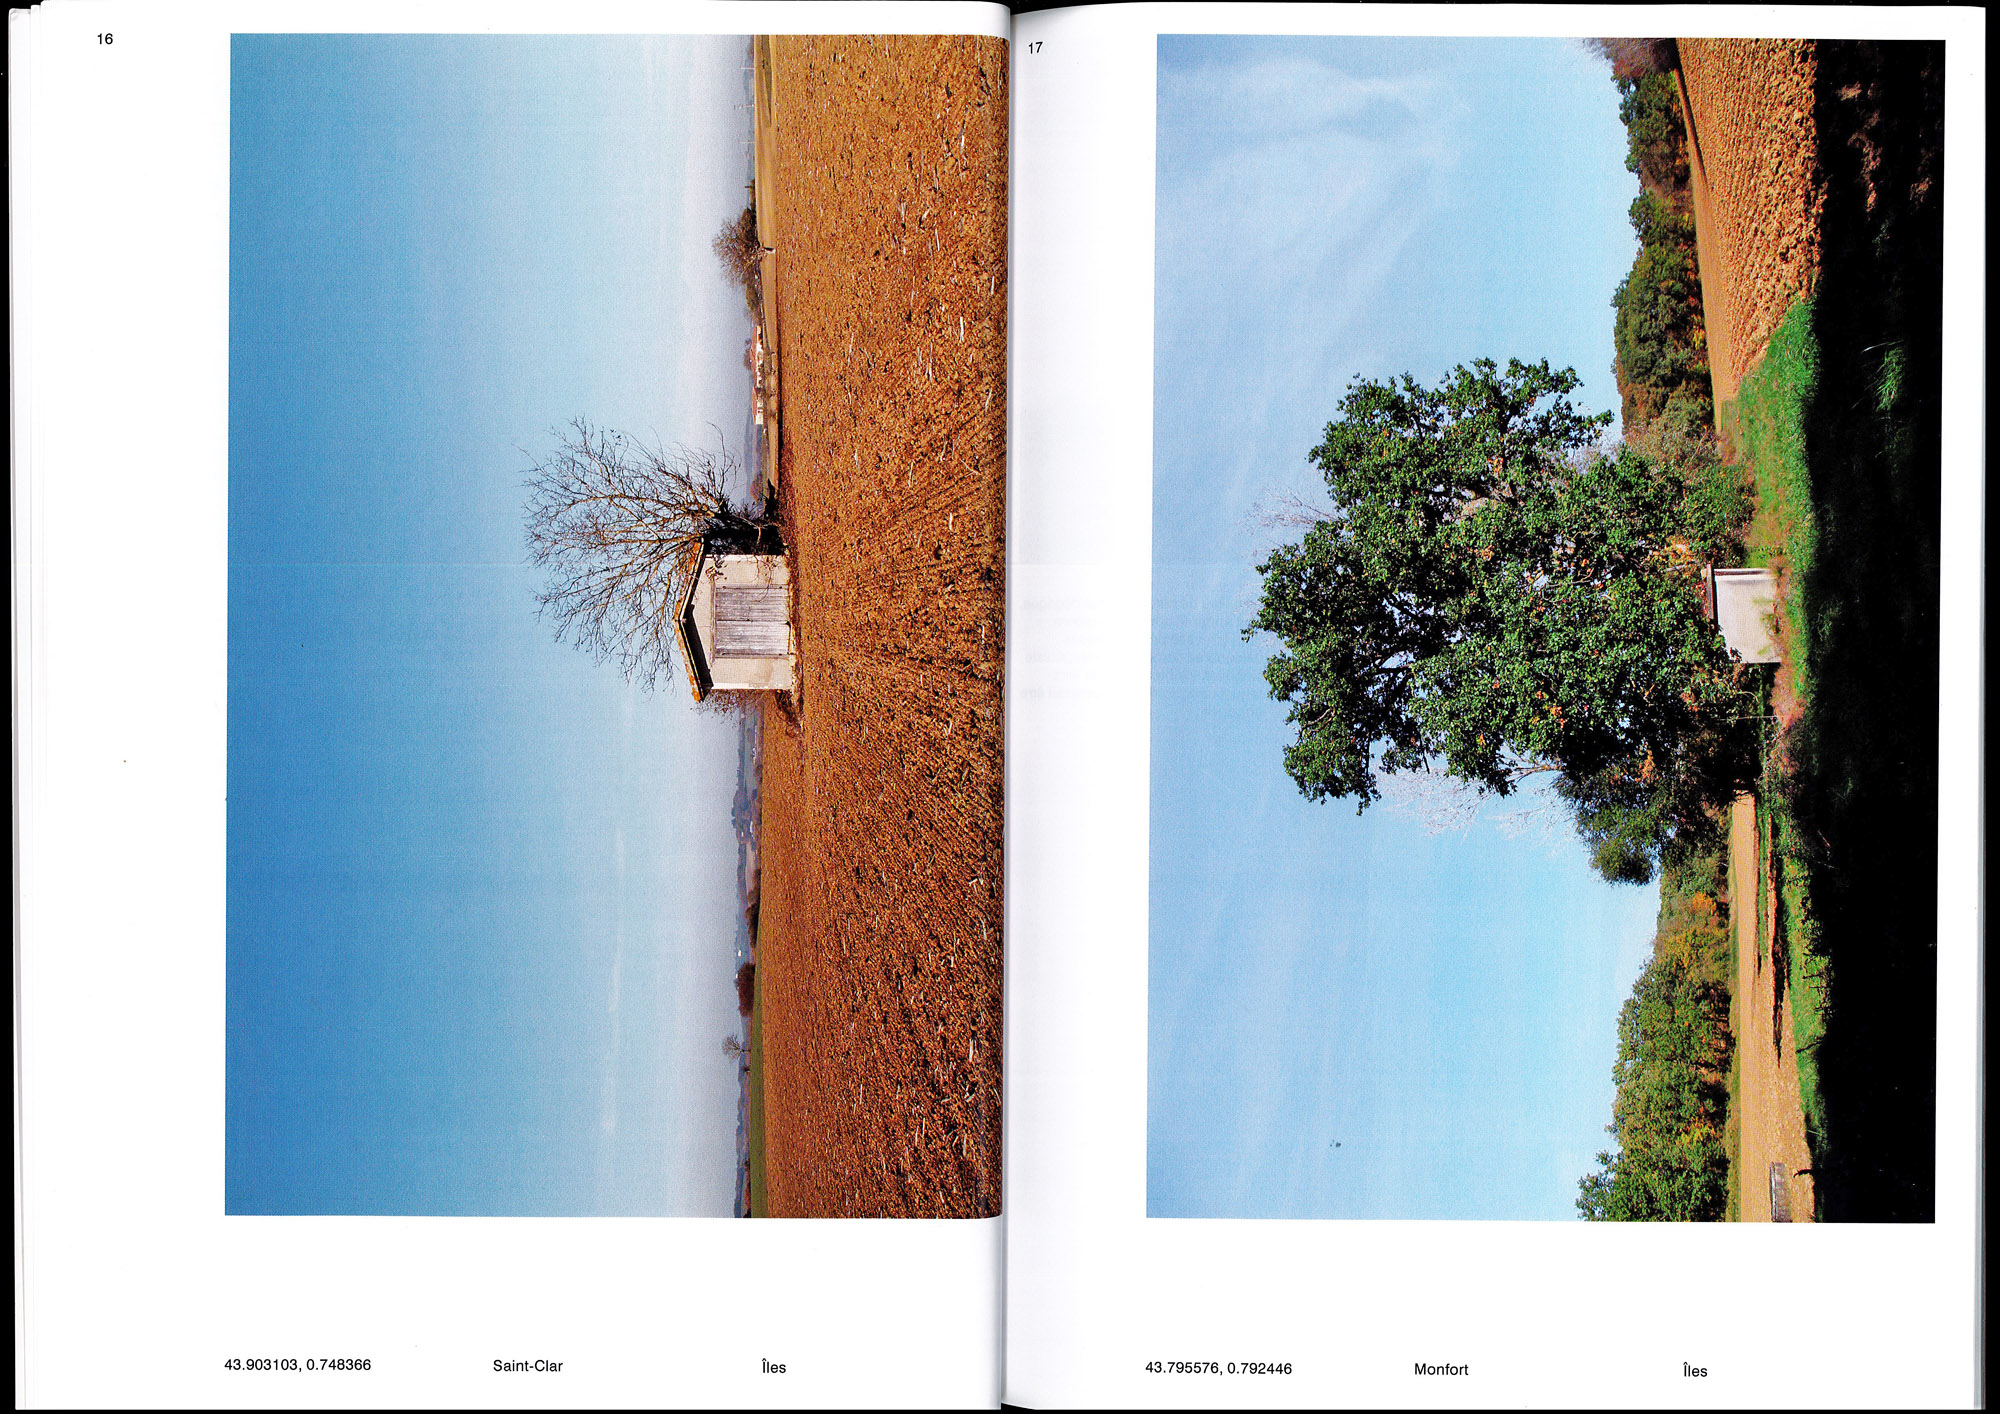 16
43.903103, 0.748366
Saint-Clar
Îles
17
43.795576, 0.792446
Monfort
Îles